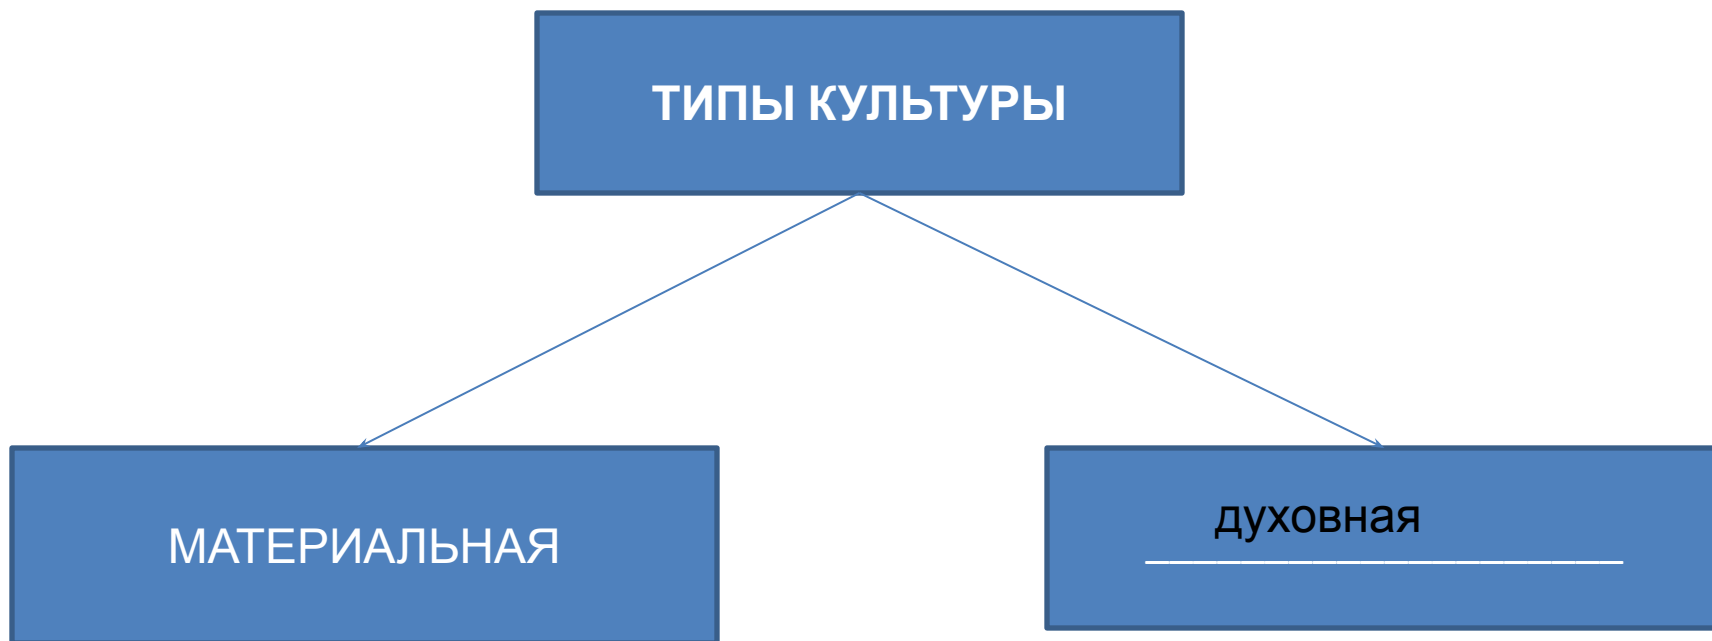 ТИПЫ КУЛЬТУРЫ
МАТЕРИАЛЬНАЯ
духовная